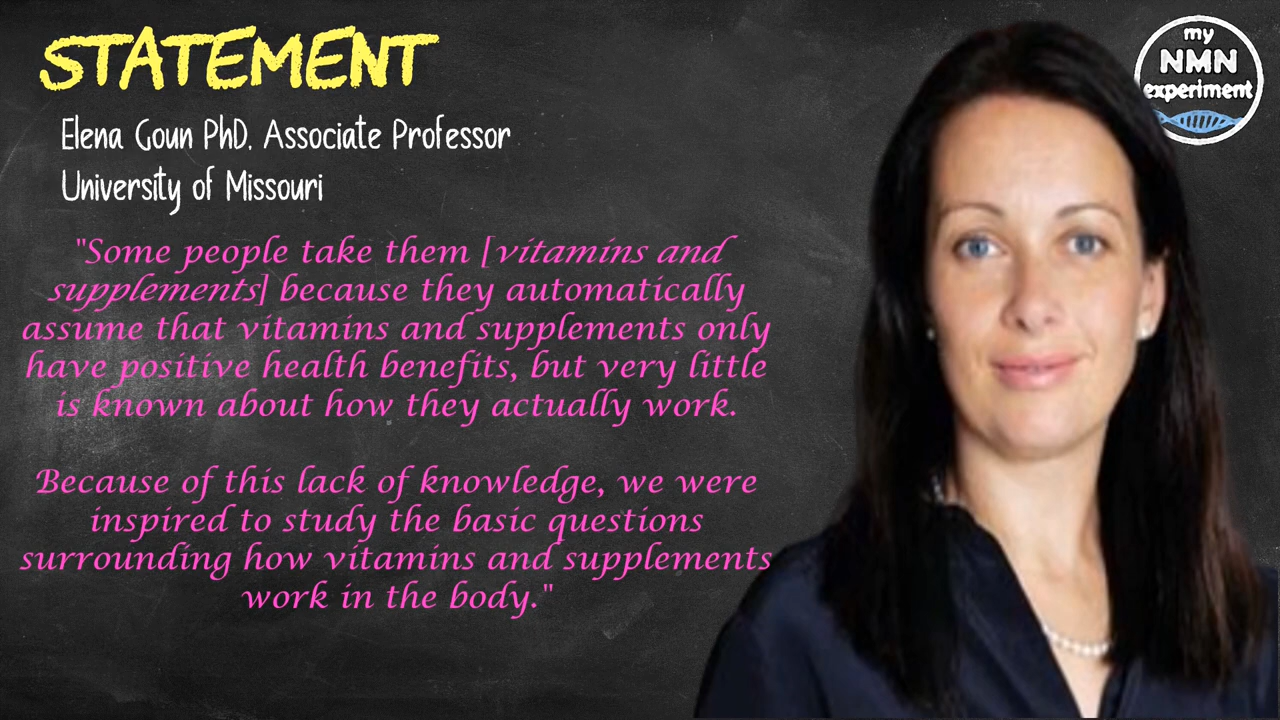 STATEMENT
my
NMN
experiment
Elena Goun PhD. Associate Professor
University of Missouri
"Some people take them [vitamins and
supplements] because they automatically
assume that vitamins and supplements only
have positive health benefits, but very little
is known about how they actually work.
Because of this lack of knowledge, we were
inspired to study the basic questions
surrounding how vitamins and supplements
work in the body."